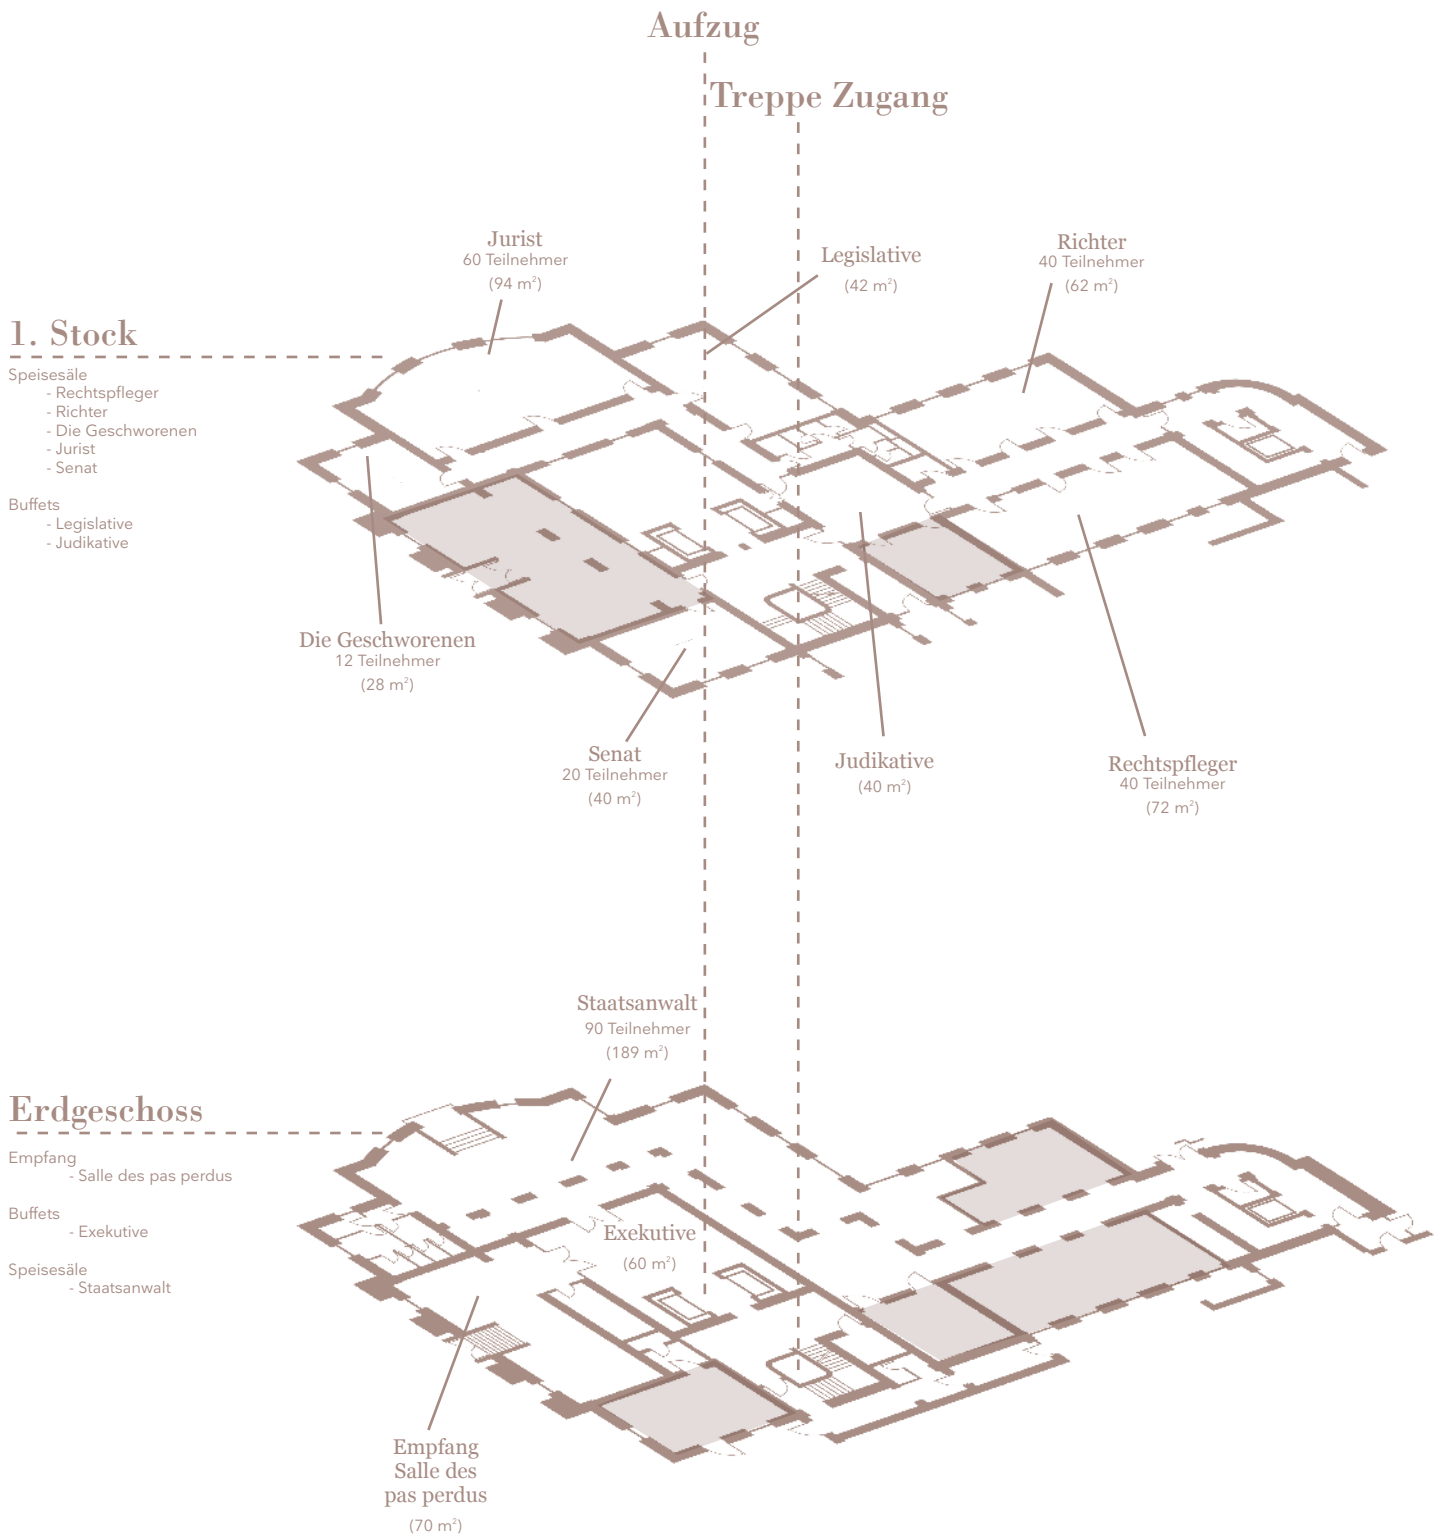 Aufzug
Treppe Zugang
Jurist
60 Teilnehmer
(94 m²)
Legislative
(42 m²)
Richter
40 Teilnehmer
(62 m²)
1. Stock
Speisesäle
- Rechtspfleger
- Richter
- Die Geschworenen
- Jurist
- Senat
Buffets
- Legislative
- Judikative
Die Geschworenen
12 Teilnehmer
(28 m²)
Senat
20 Teilnehmer
(40 m²)
Judikative
(40 m²)
Rechtspfleger
40 Teilnehmer
(72 m²)
Staatsanwalt
90 Teilnehmer
(189 m²)
Erdgeschoss
Empfang
- Salle des pas perdus
Buffets
- Exekutive
Speisesäle
- Staatsanwalt
Exekutive
(60 m²)
Empfang
Salle des
pas perdus
(70 m²)